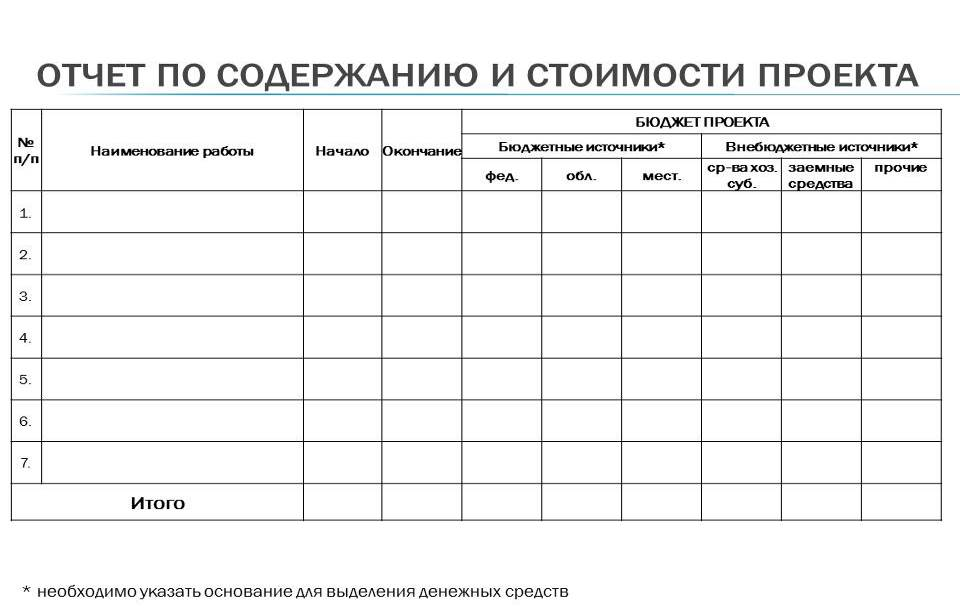 ОТЧЕТ ПО СОДЕРЖАНИЮ И СТОИМОСТИ ПРОЕКТА
№ п/п
Наименование работы
Начало
Окончание
БЮДЖЕТ ПРОЕКТА
Бюджетные источники*
Внебюджетные источники*
фед.
обл.
мест.
ср-ва хоз.
суб.
заемные
средства
прочие
1.
2.
3.
4.
5.
6.
7.
Итого
* необходимо указать основание для выделения денежных средств